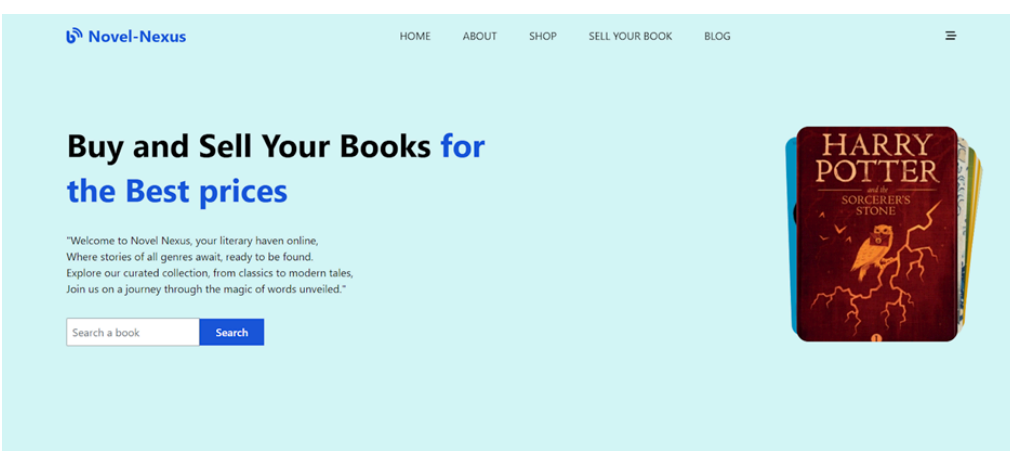 Novel-Nexus
HOME ABOUT SHOP SELL YOUR BOOK BLOG
Buy and Sell Your Books for
the Best prices
"Welcome to Novel Nexus, your literary haven online,
Where stories of all genres await, ready to be found.
Explore our curated collection, from classics to modern tales,
Join us on a journey through the magic of words unveiled."
Search a book Search
HARRY
POTTER
and the
SORCERER'S
STONE